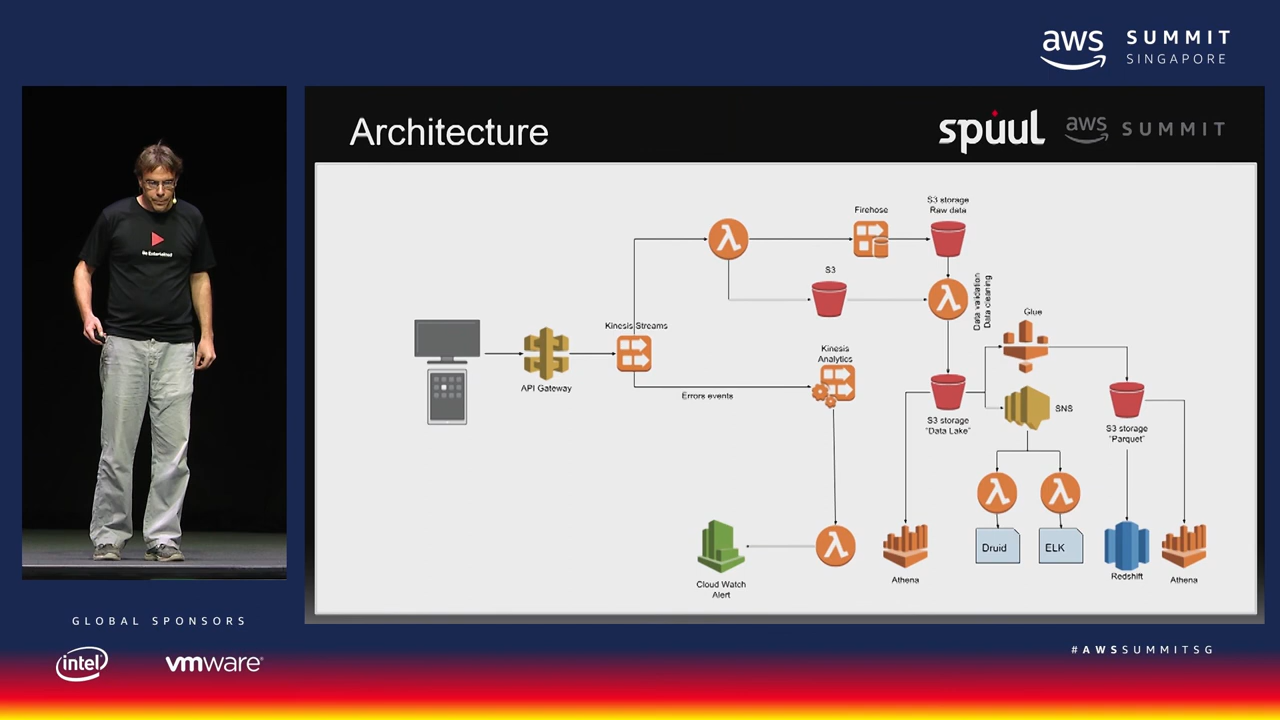 aws SUMMIT
SINGAPORE
Architecture
spuul
aws SUMMIT
Be Entertained
S3 storage
Raw data
Firehose
S3
Data validation
Data cleaning
Glue
Kinesis Streams
Kinesis
Analytics
API Gateway
Errors events
SNS
S3 storage
"Data Lake"
S3 storage
"Parquet"
Druid
ELK
Cloud Watch
Alert
Athena
Redshift
Athena
GLOBAL SPONSORS
intel
vmware®
#AWSSUMMITSG